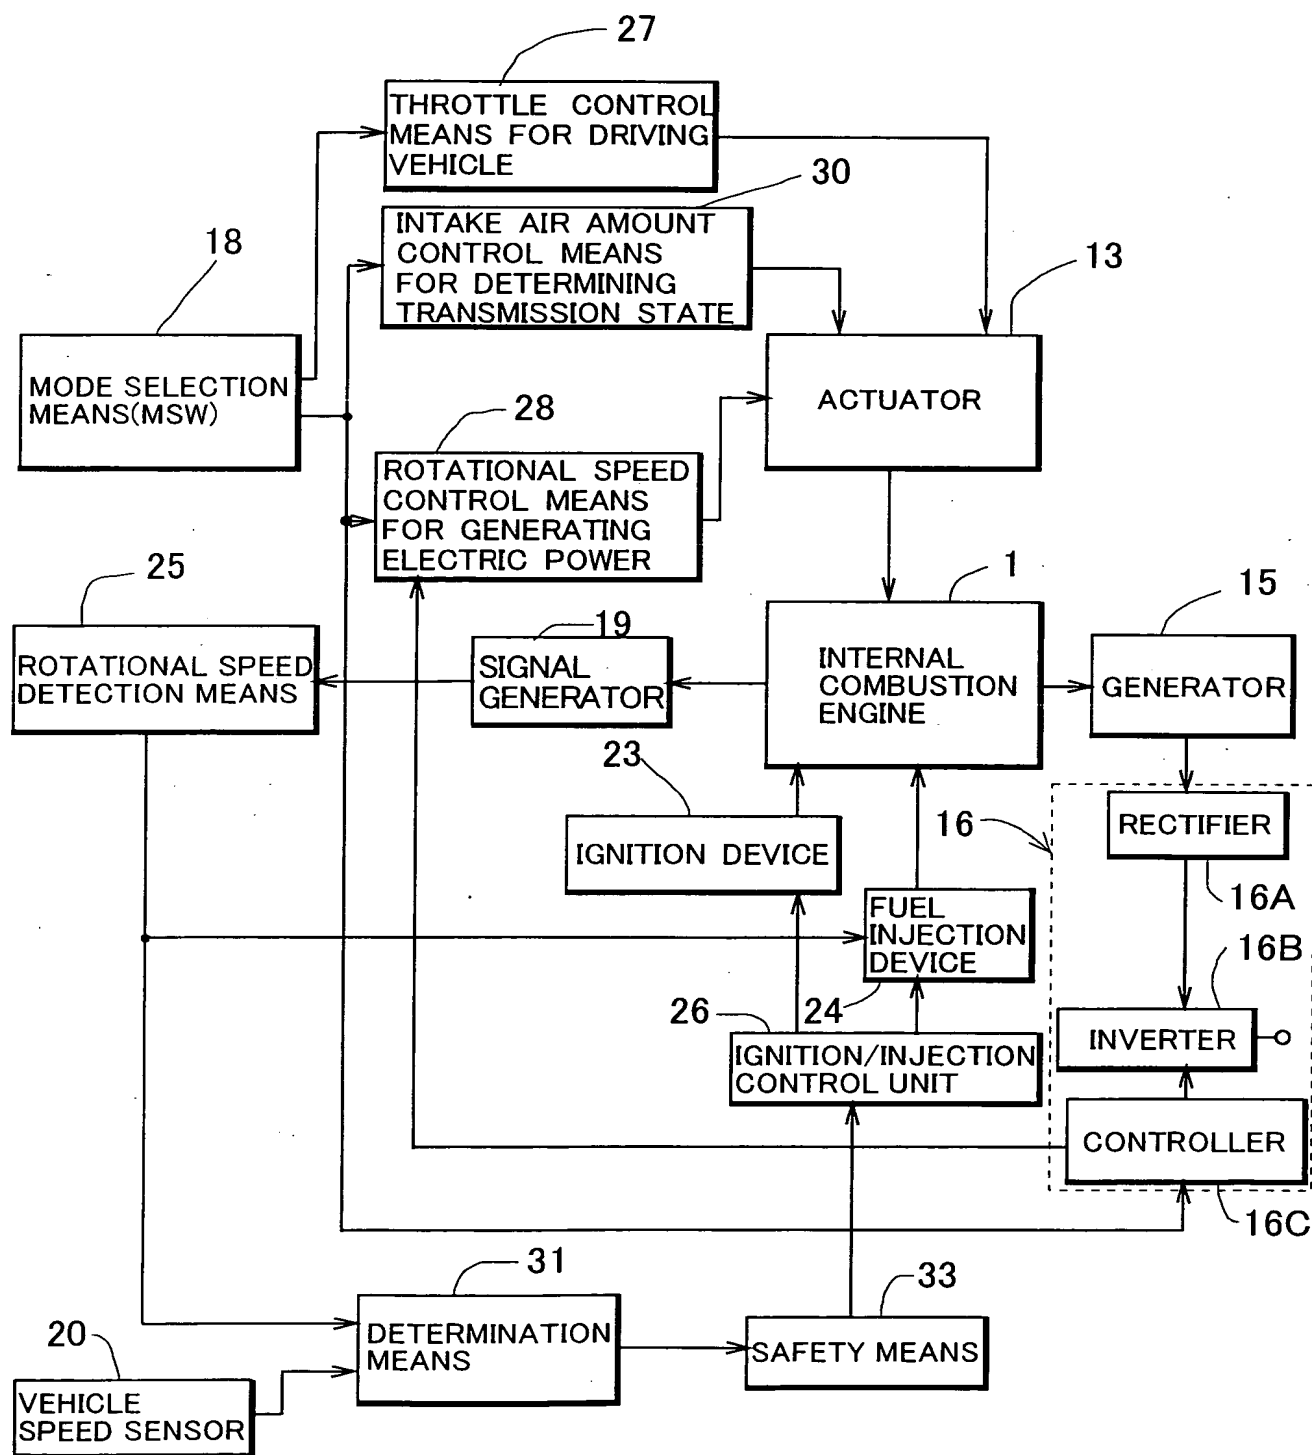 27
THROTTLE CONTROL
MEANS FOR DRIVING
VEHICLE
30
INTAKE AIR AMOUNT
CONTROL MEANS
FOR DETERMINING
TRANSMISSION STATE
18
MODE SELECTION
MEANS(MSW)
13
ACTUATOR
28
ROTATIONAL SPEED
CONTROL MEANS
FOR GENERATING
ELECTRIC POWER
25
ROTATIONAL SPEED
DETECTION MEANS
19
SIGNAL
GENERATOR
1
INTERNAL
COMBUSTION
ENGINE
15
GENERATOR
23
IGNITION DEVICE
16
RECTIFIER
16A
FUEL
INJECTION
DEVICE
24
16B
INVERTER
26
IGNITION/INJECTION
CONTROL UNIT
CONTROLLER
16C
31
DETERMINATION
MEANS
33
SAFETY MEANS
20
VEHICLE
SPEED SENSOR